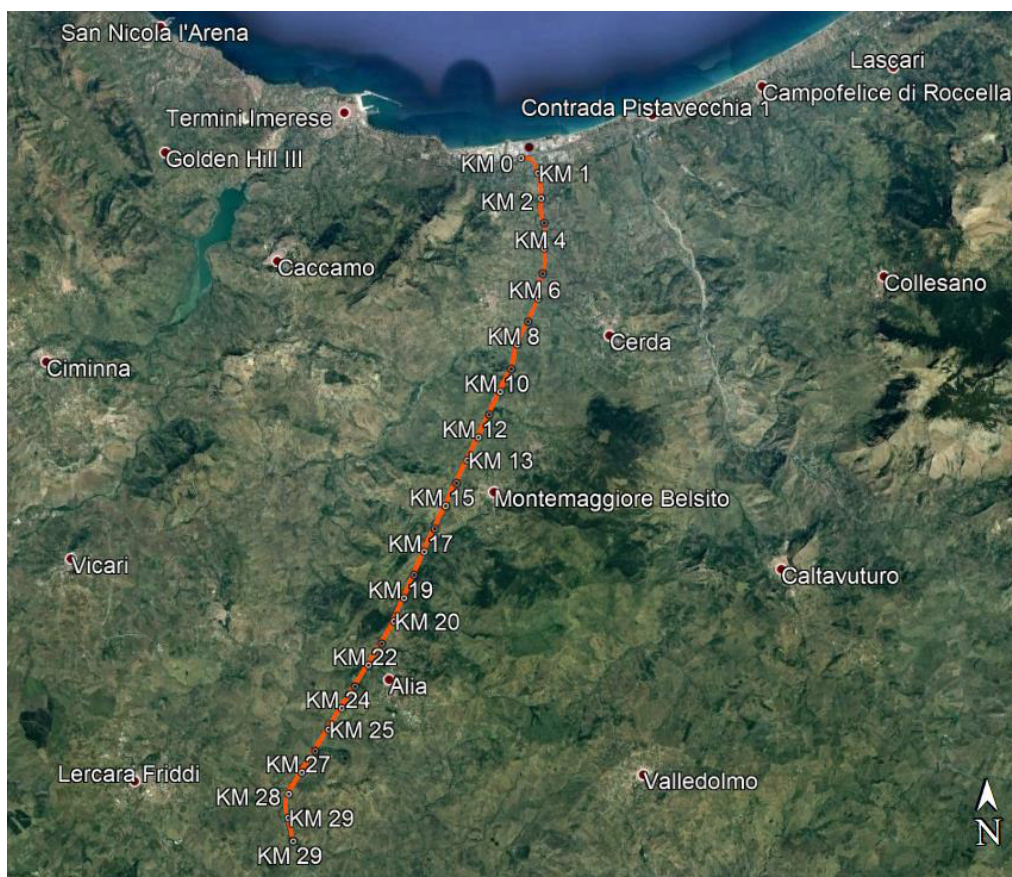 San Nicola l'Arena
Lascari
Campofelice di Roccella
Contrada Pistavecchia 1
Termini Imerese
Golden Hill III
KM 0
KM 1
KM 2
KM 4
Caccamo
Collesano
KM 6
KM 8
Cerda
Ciminna
KM 10
KM 12
KM 13
KM 15
Montemaggiore Belsito
KM 17
Vicari
Caltavuturo
KM 19
KM 20
KM 22
Alia
KM 24
KM 25
KM 27
Lercara Friddi
Valledolmo
KM 28
KM 29
KM 29
N